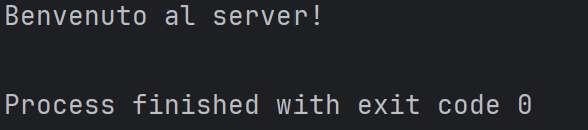 Benvenuto al server!
Process finished with exit code 0